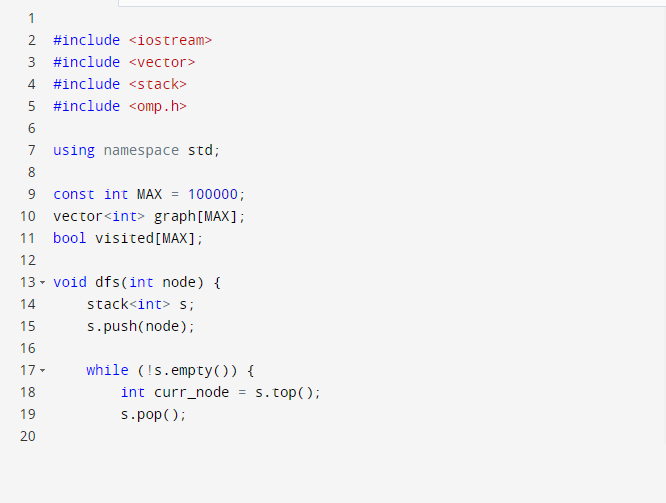 1
2 #include <iostream>
3 #include <vector>
4 #include <stack>
5 #include <omp.h>
6
7 using namespace std;
8
9 const int MAX = 100000;
10 vector<int> graph[MAX];
11 bool visited[MAX];
12
13 void dfs(int node) {
14     stack<int> s;
15     s.push(node);
16
17     while (!s.empty()) {
18         int curr_node = s.top();
19         s.pop();
20